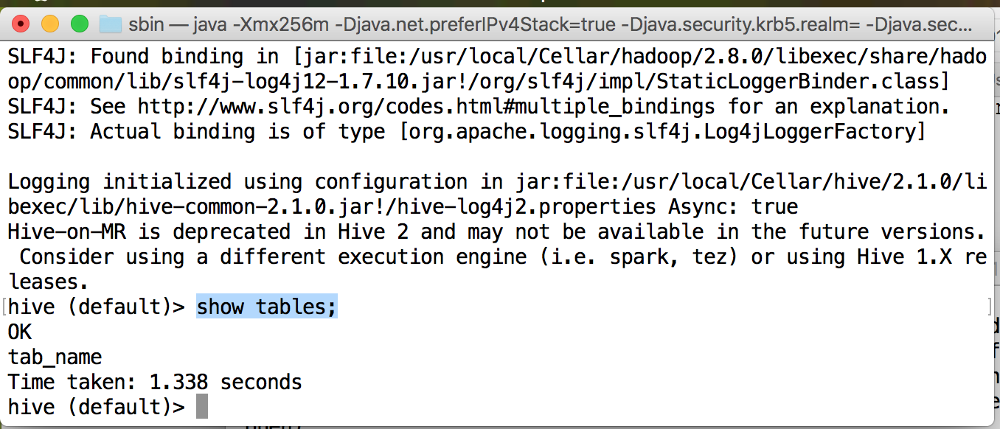 sbin — java -Xmx256m -Djava.net.preferIPv4Stack=true -Djava.security.krb5.realm= -Djava.sec...
SLF4J: Found binding in [jar:file:/usr/local/Cellar/hadoop/2.8.0/libexec/share/hado
op/common/lib/slf4j-log4j12-1.7.10.jar!/org/slf4j/impl/StaticLoggerBinder.class]
SLF4J: See http://www.slf4j.org/codes.html#multiple_bindings for an explanation.
SLF4J: Actual binding is of type [org.apache.logging.slf4j.Log4jLoggerFactory]
Logging initialized using configuration in jar:file:/usr/local/Cellar/hive/2.1.0/li
bexec/lib/hive-common-2.1.0.jar!/hive-log4j2.properties Async: true
Hive-on-MR is deprecated in Hive 2 and may not be available in the future versions.
 Consider using a different execution engine (i.e. spark, tez) or using Hive 1.X re
leases.
[hive (default)> show tables; ]
OK
tab_name
Time taken: 1.338 seconds
hive (default)>